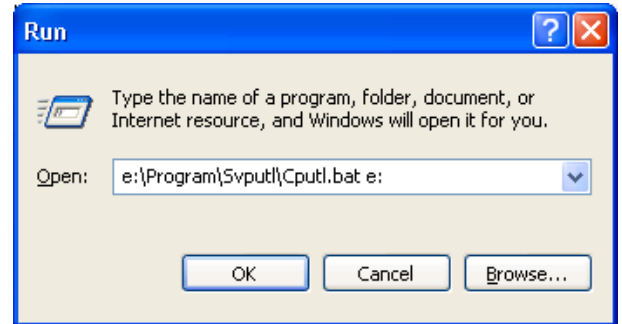 Run
Type the name of a program, folder, document, or
Internet resource, and Windows will open it for you.
Open: e:\Program\Svputl\Cputl.bat e:
OK Cancel Browse...